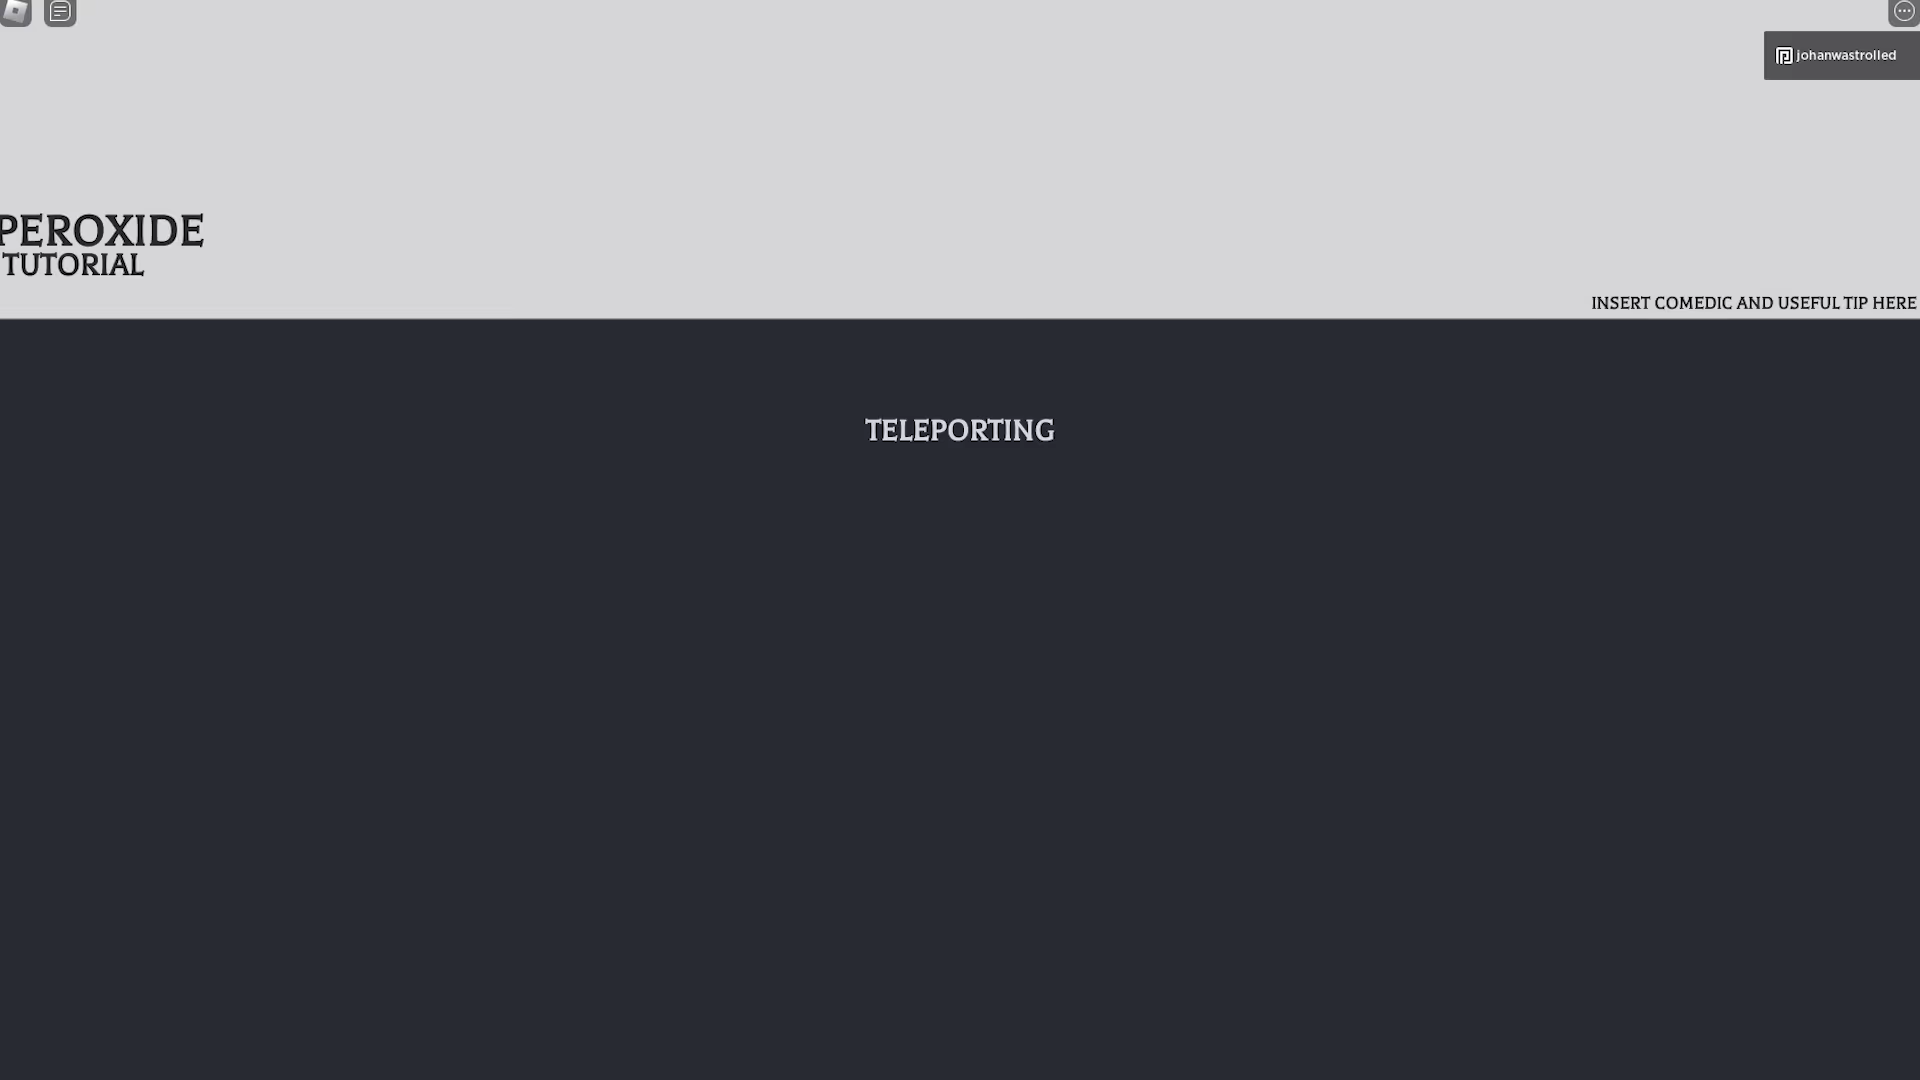 johanwastrolled
PEROXIDE
TUTORIAL
INSERT COMEDIC AND USEFUL TIP HERE
TELEPORTING